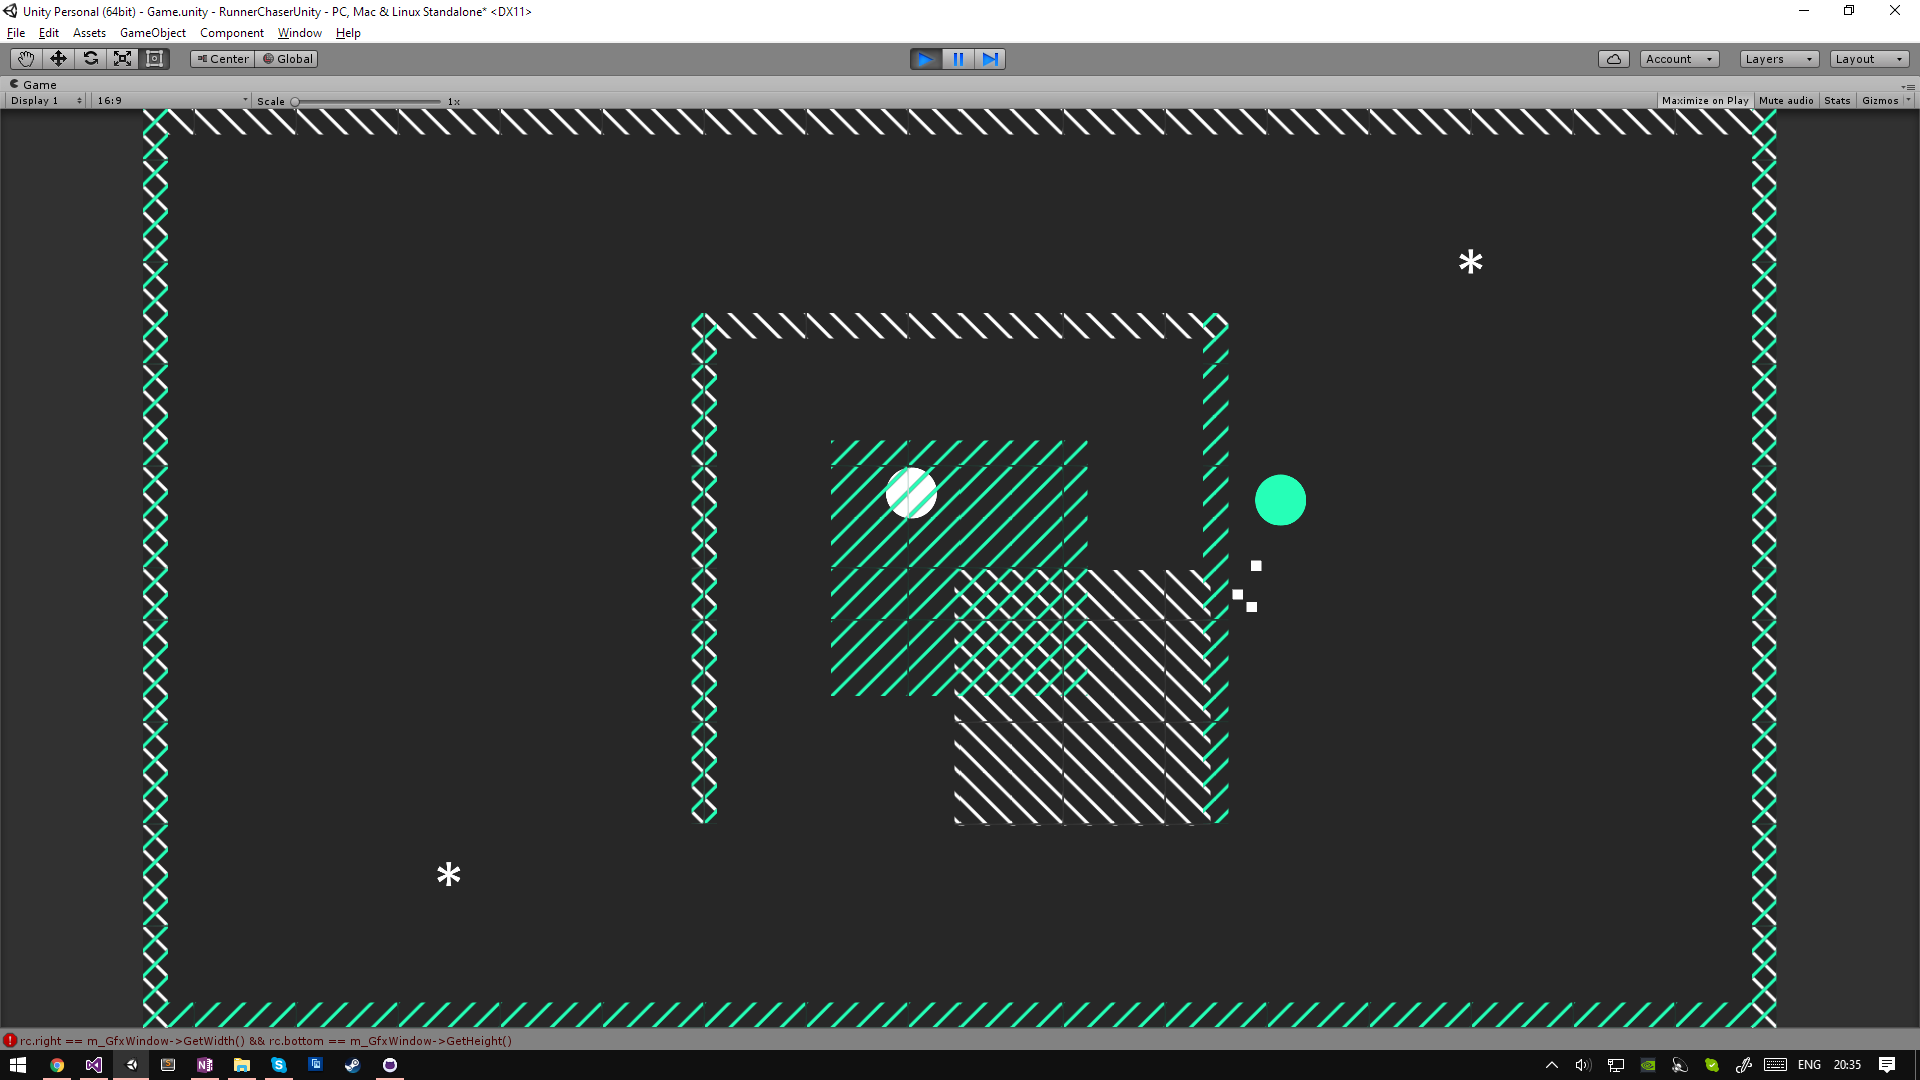 Unity Personal (64bit) - Game.unity - RunnerChaserUnity - PC, Mac & Linux Standalone* <DX11>
File Edit Assets GameObject Component Window Help
Center Global Account Layers Layout
Game
Display 1 16:9 Scale 1x Maximize on Play Mute audio Stats Gizmos
*
*
rc.right == m_GfxWindow->GetWidth() && rc.bottom == m_GfxWindow->GetHeight()
ENG 20:35